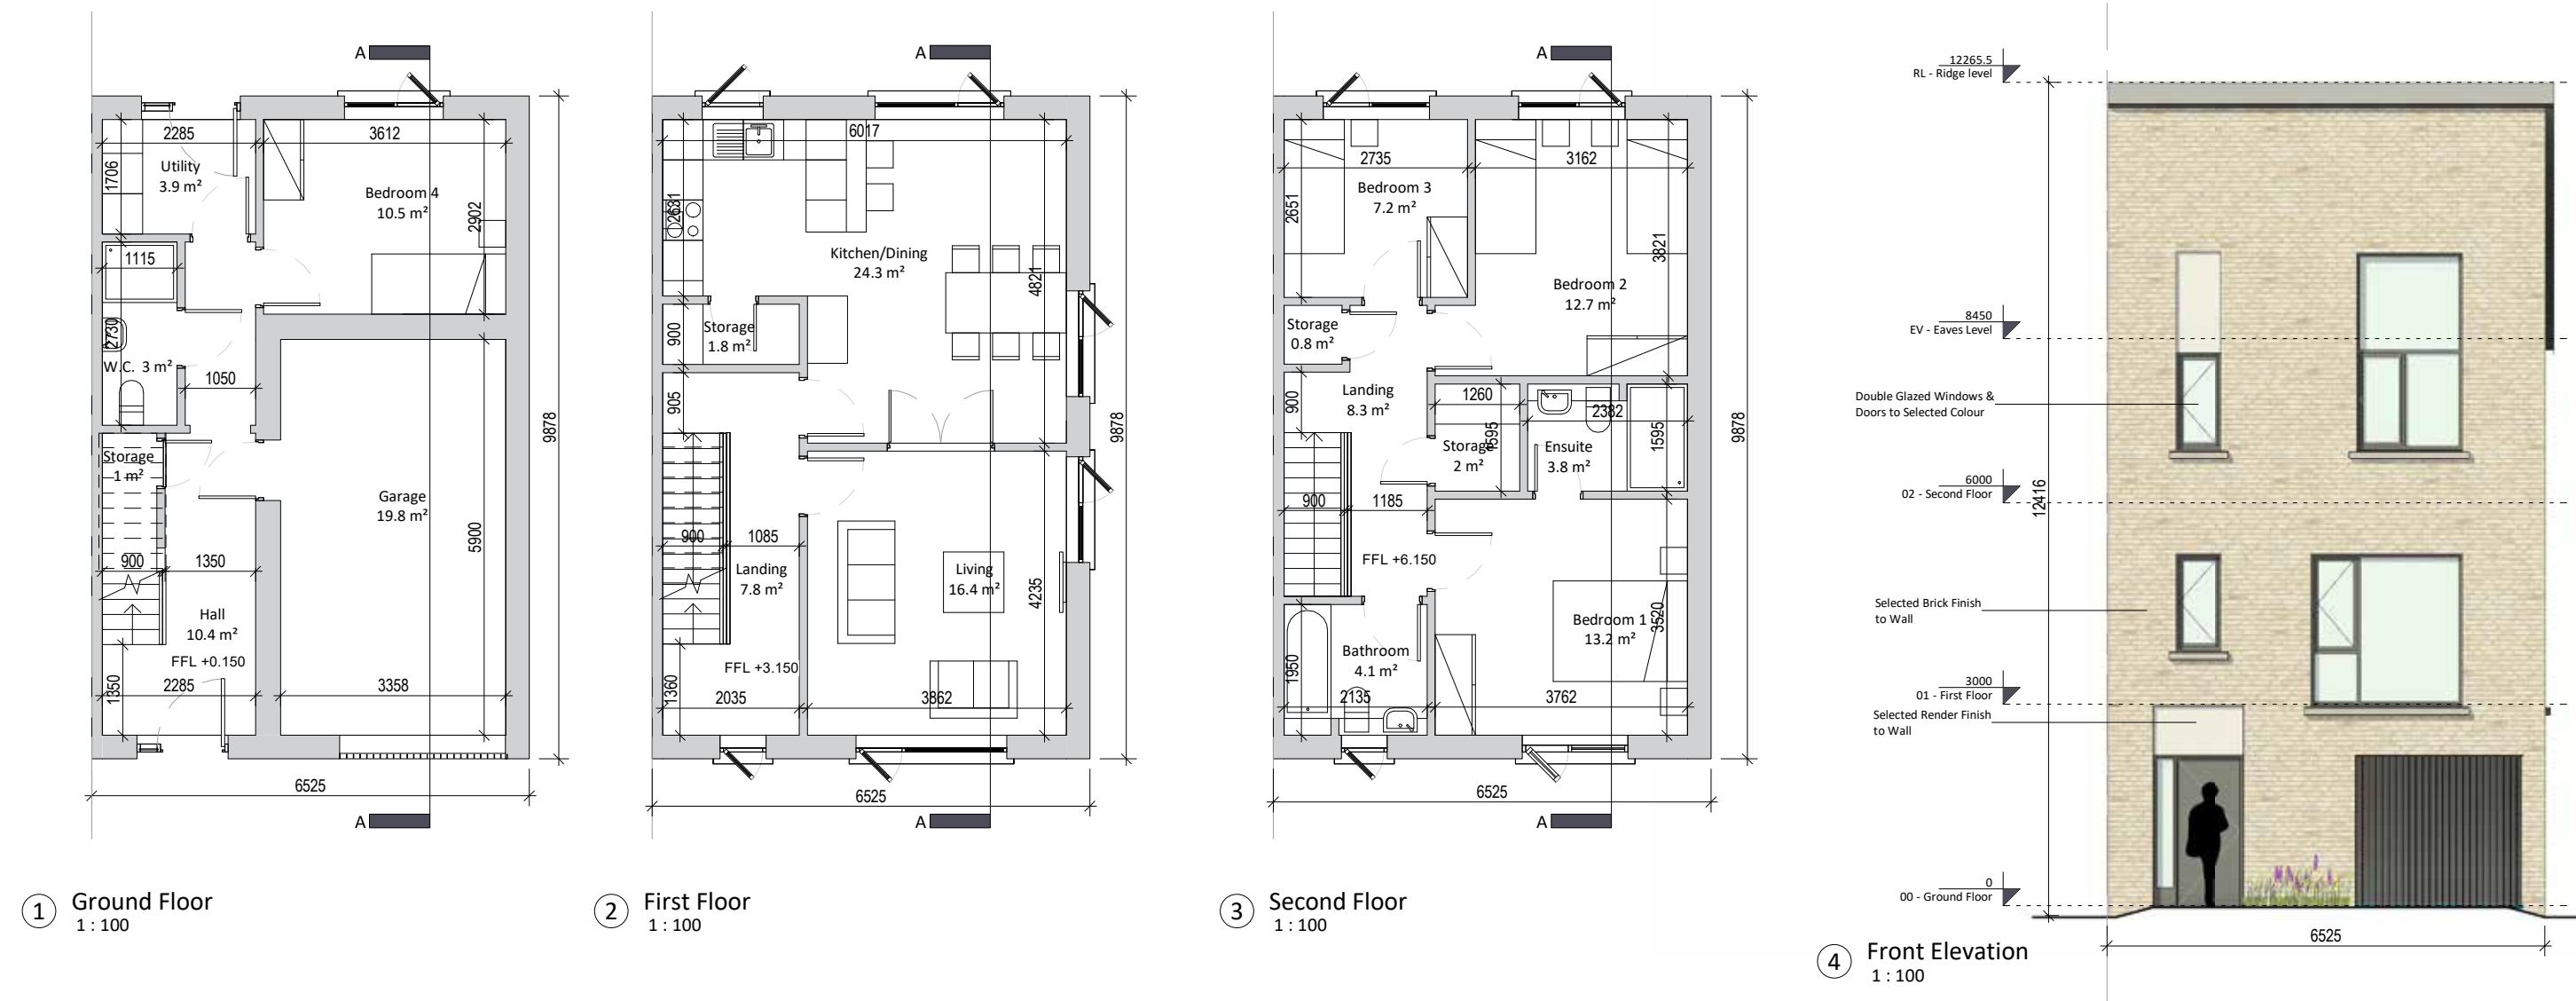 A
2285
3612
1706
Utility
3.9 m²
Bedroom 4
10.5 m²
2902
1115
2730
W.C. 3 m²
1050
Storage
1 m²
Garage
19.8 m²
5900
9878
900
1350
Hall
10.4 m²
FFL +0.150
1350
2285
3358
6525
A
1
Ground Floor
1 : 100
A
6017
2631
Kitchen/Dining
24.3 m²
4821
900
Storage
1.8 m²
905
9878
900
1085
Landing
7.8 m²
Living
16.4 m²
4235
FFL +3.150
1360
2035
3862
6525
A
2
First Floor
1 : 100
A
2735
3162
Bedroom 3
7.2 m²
2651
3821
Bedroom 2
12.7 m²
Storage
0.8 m²
Landing
8.3 m²
900
1260
2382
1595
Storage
2 m²
Ensuite
3.8 m²
1595
9878
900
1185
FFL +6.150
Bedroom 1
13.2 m²
3520
Bathroom
4.1 m²
1950
2135
3762
6525
A
3
Second Floor
1 : 100
12265.5
RL - Ridge level
8450
EV - Eaves Level
Double Glazed Windows &
Doors to Selected Colour
6000
02 - Second Floor
12416
Selected Brick Finish
to Wall
3000
01 - First Floor
Selected Render Finish
to Wall
0
00 - Ground Floor
6525
4
Front Elevation
1 : 100